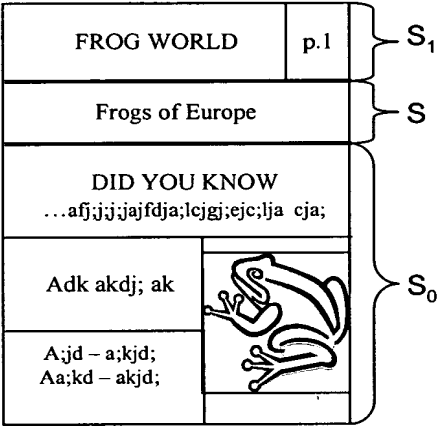 FROG WORLD p.1 S1
Frogs of Europe S
DID YOU KNOW
...afj;j;j;jajfdja;lcjgj;ejc;lja cja;
Adk akdj; ak S0
A;jd – a;kjd;
Aa;kd – akjd;